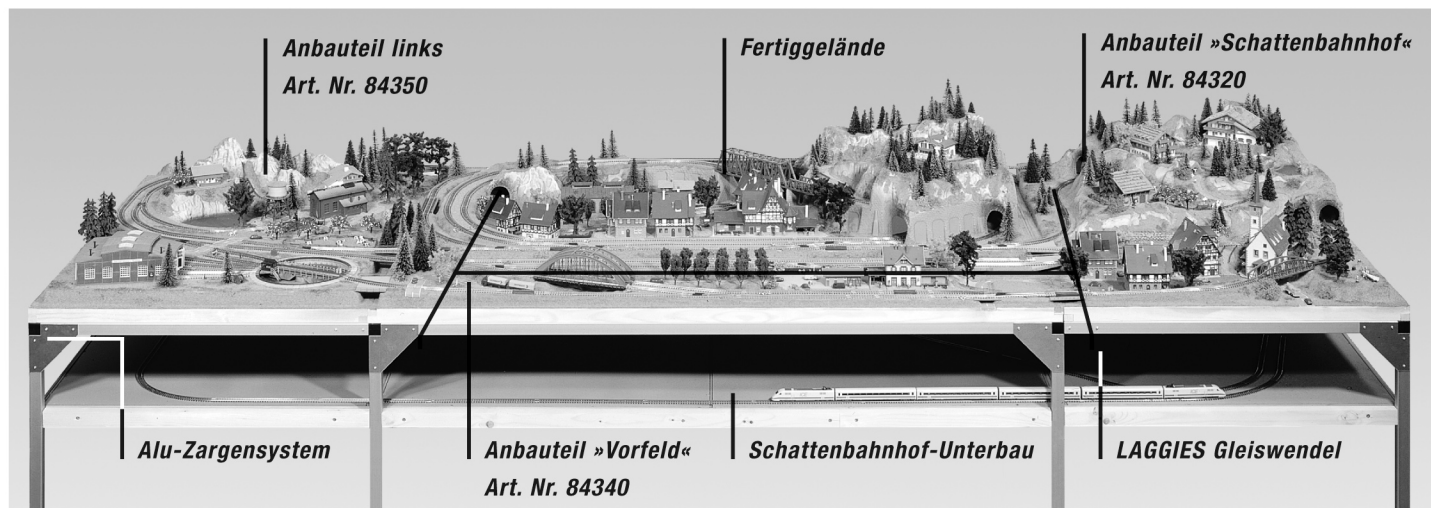 Anbauteil links
Art. Nr. 84350
Fertiggelände
Anbauteil »Schattenbahnhof«
Art. Nr. 84320
Alu-Zargensystem
Anbauteil »Vorfeld«
Art. Nr. 84340
Schattenbahnhof-Unterbau
LAGGIES Gleiswendel